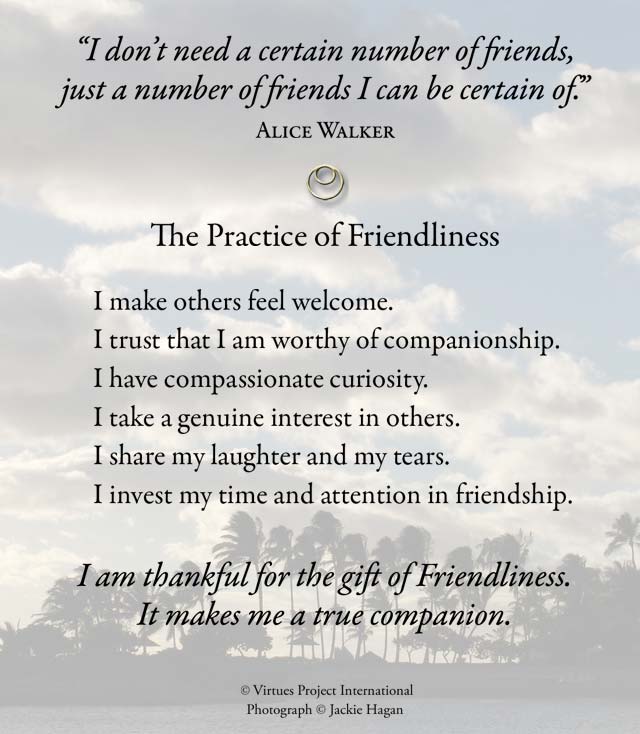 “I don’t need a certain number of friends,
just a number of friends I can be certain of.”
Alice Walker
The Practice of Friendliness
I make others feel welcome.
I trust that I am worthy of companionship.
I have compassionate curiosity.
I take a genuine interest in others.
I share my laughter and my tears.
I invest my time and attention in friendship.
I am thankful for the gift of Friendliness.
It makes me a true companion.
© Virtues Project International
Photograph © Jackie Hagan